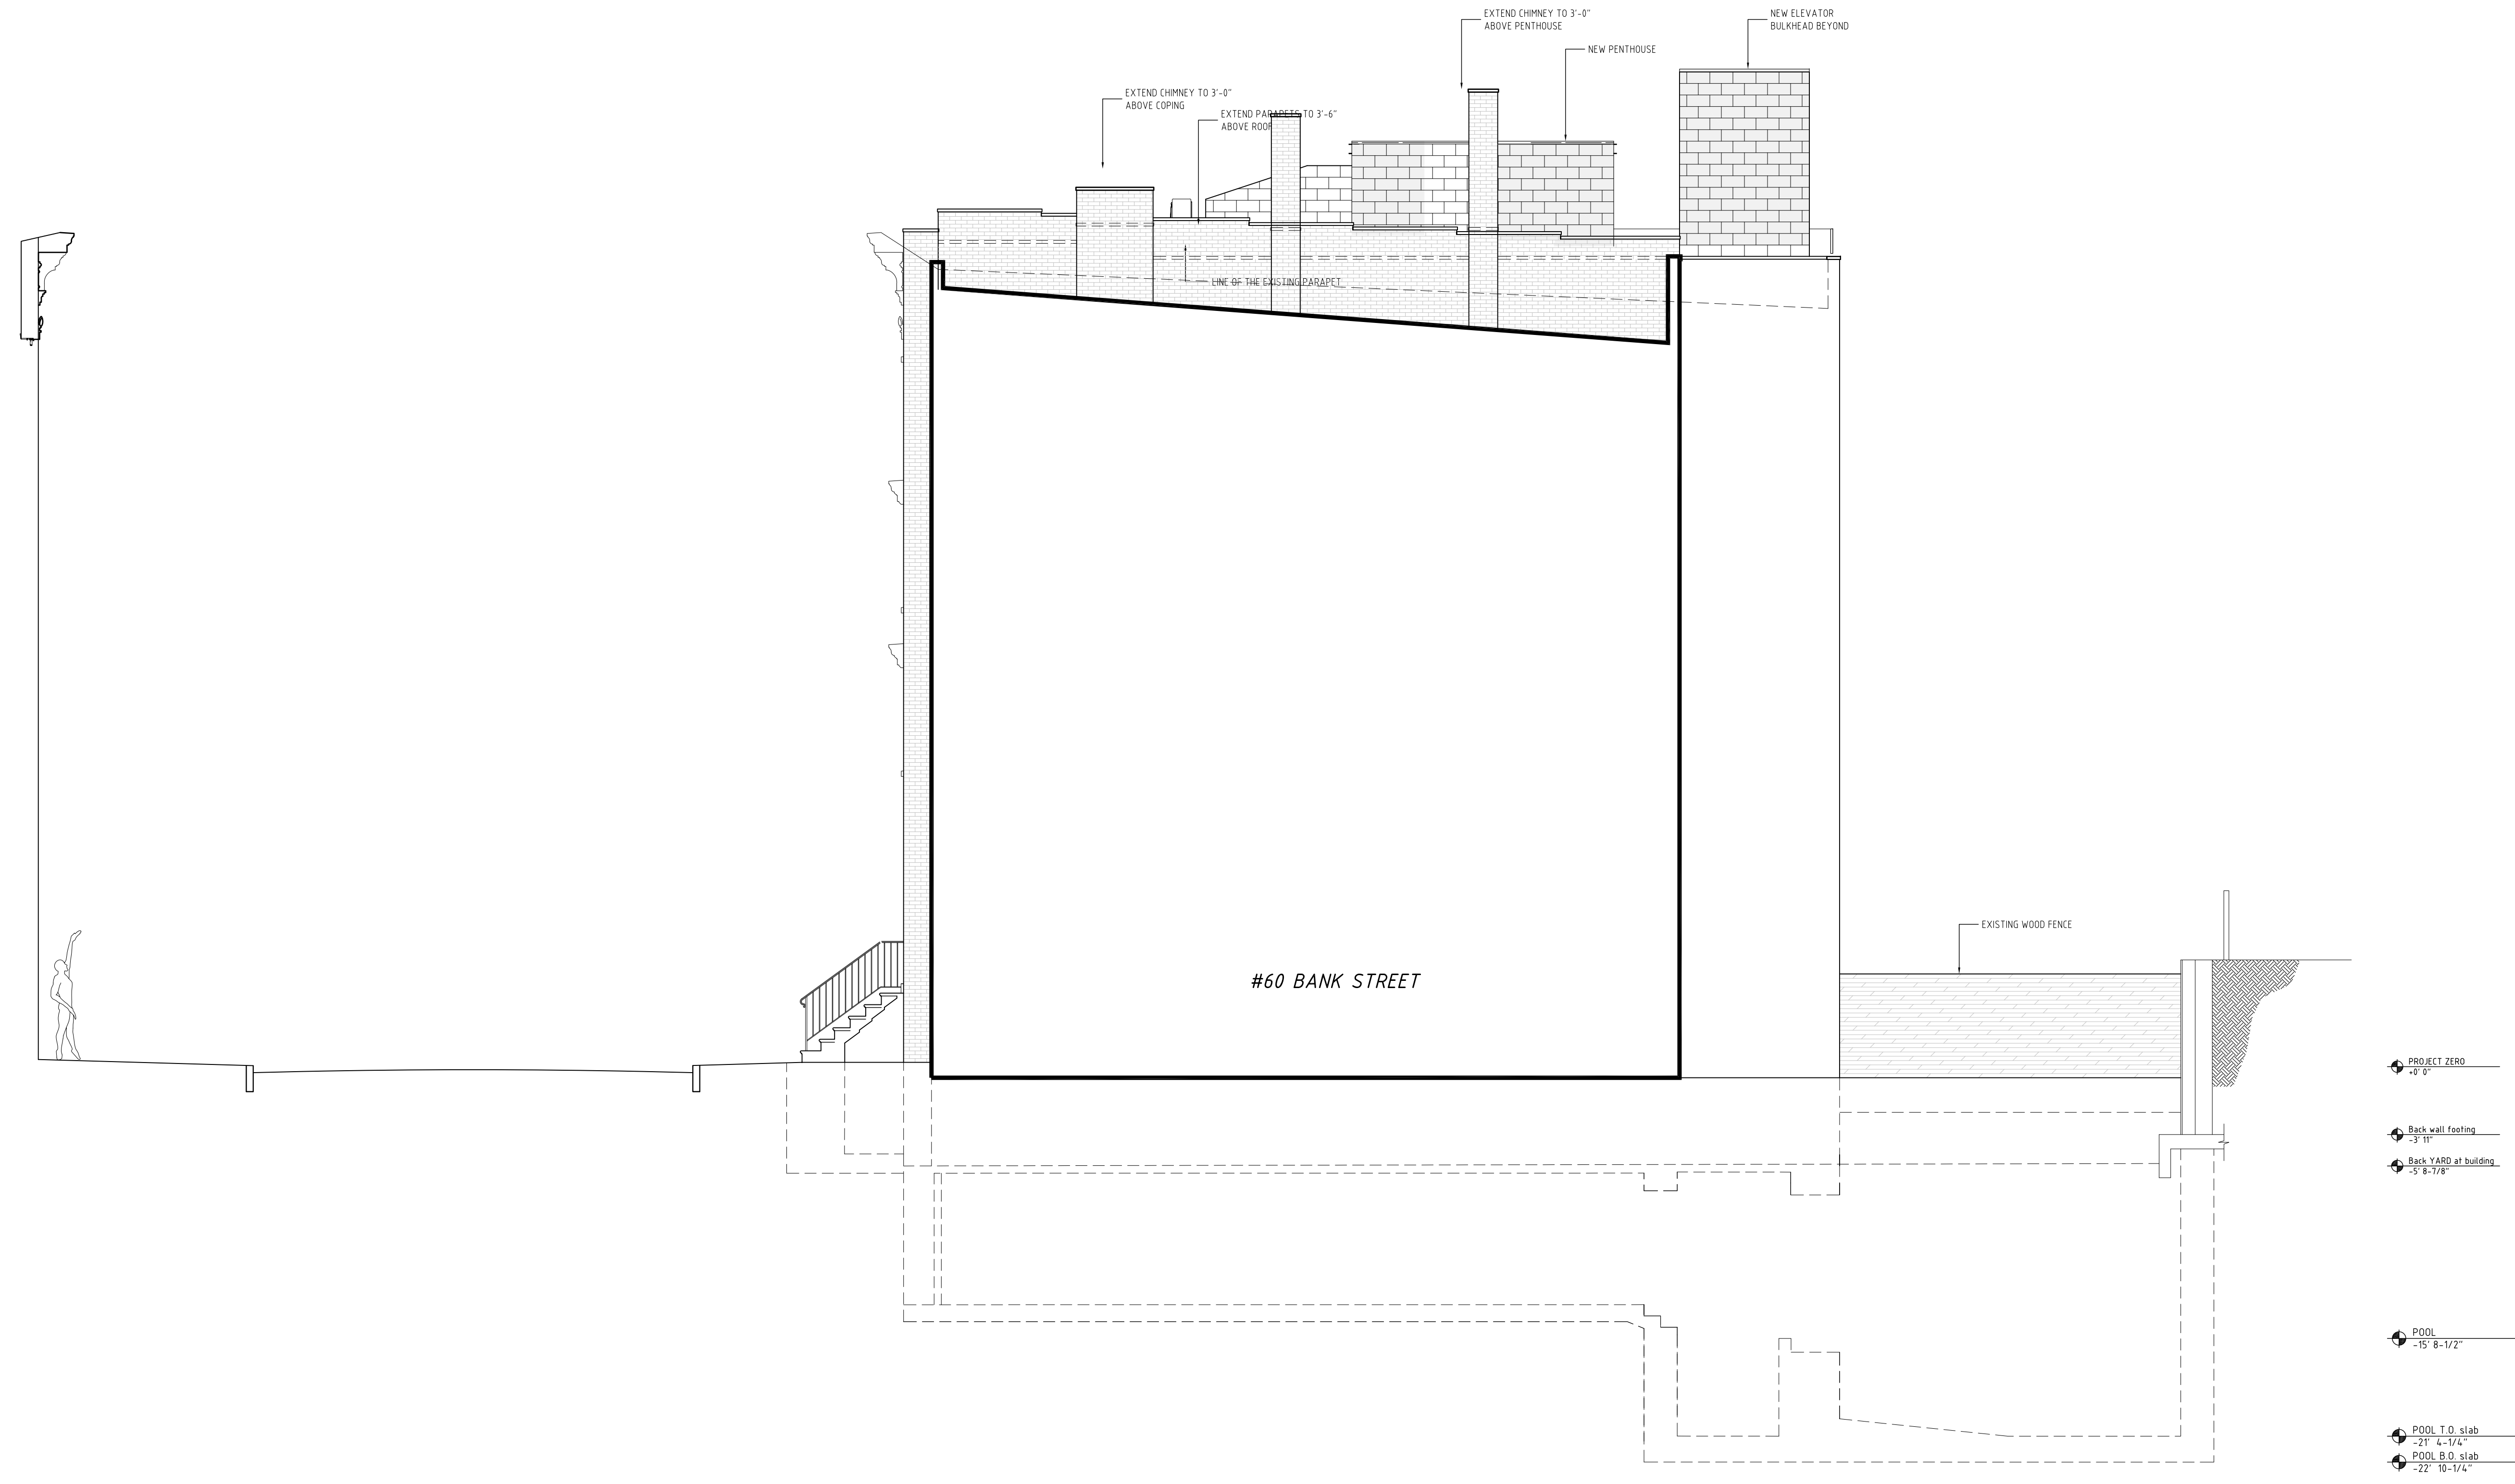 EXTEND CHIMNEY TO 3'-0"
ABOVE PENTHOUSE
NEW ELEVATOR
BULKHEAD BEYOND
NEW PENTHOUSE
EXTEND CHIMNEY TO 3'-0"
ABOVE COPING
EXTEND PARAPETS TO 3'-6"
ABOVE ROOF
LINE OF THE EXISTING PARAPET
EXISTING WOOD FENCE
#60 BANK STREET
PROJECT ZERO
+0' 0"
Back wall footing
-3' 11"
Back YARD at building
-5' 8-7/8"
POOL
-15' 8-1/2"
POOL T.O. slab
-21' 4-1/4"
POOL B.O. slab
-22' 10-1/4"